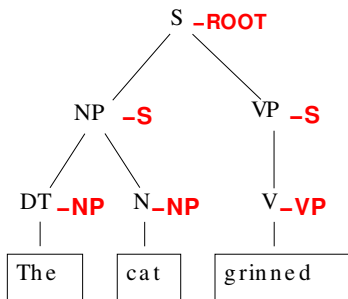 S –ROOT
NP –S VP –S
DT –NP N –NP V –VP
The cat grinned